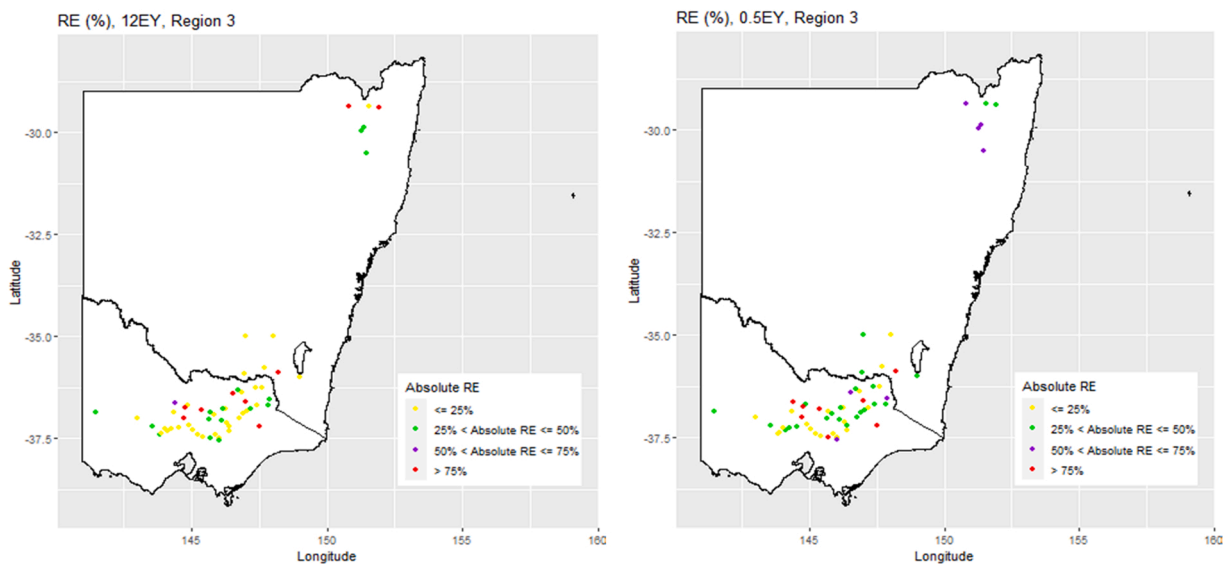 RE (%), 12EY, Region 3
-30.0
-32.5
-35.0
-37.5
Latitude
145
150
155
160
Longitude
Absolute RE
<= 25%
25% < Absolute RE <= 50%
50% < Absolute RE <= 75%
> 75%
RE (%), 0.5EY, Region 3
-30.0
-32.5
-35.0
-37.5
Latitude
145
150
155
160
Longitude
Absolute RE
<= 25%
25% < Absolute RE <= 50%
50% < Absolute RE <= 75%
> 75%